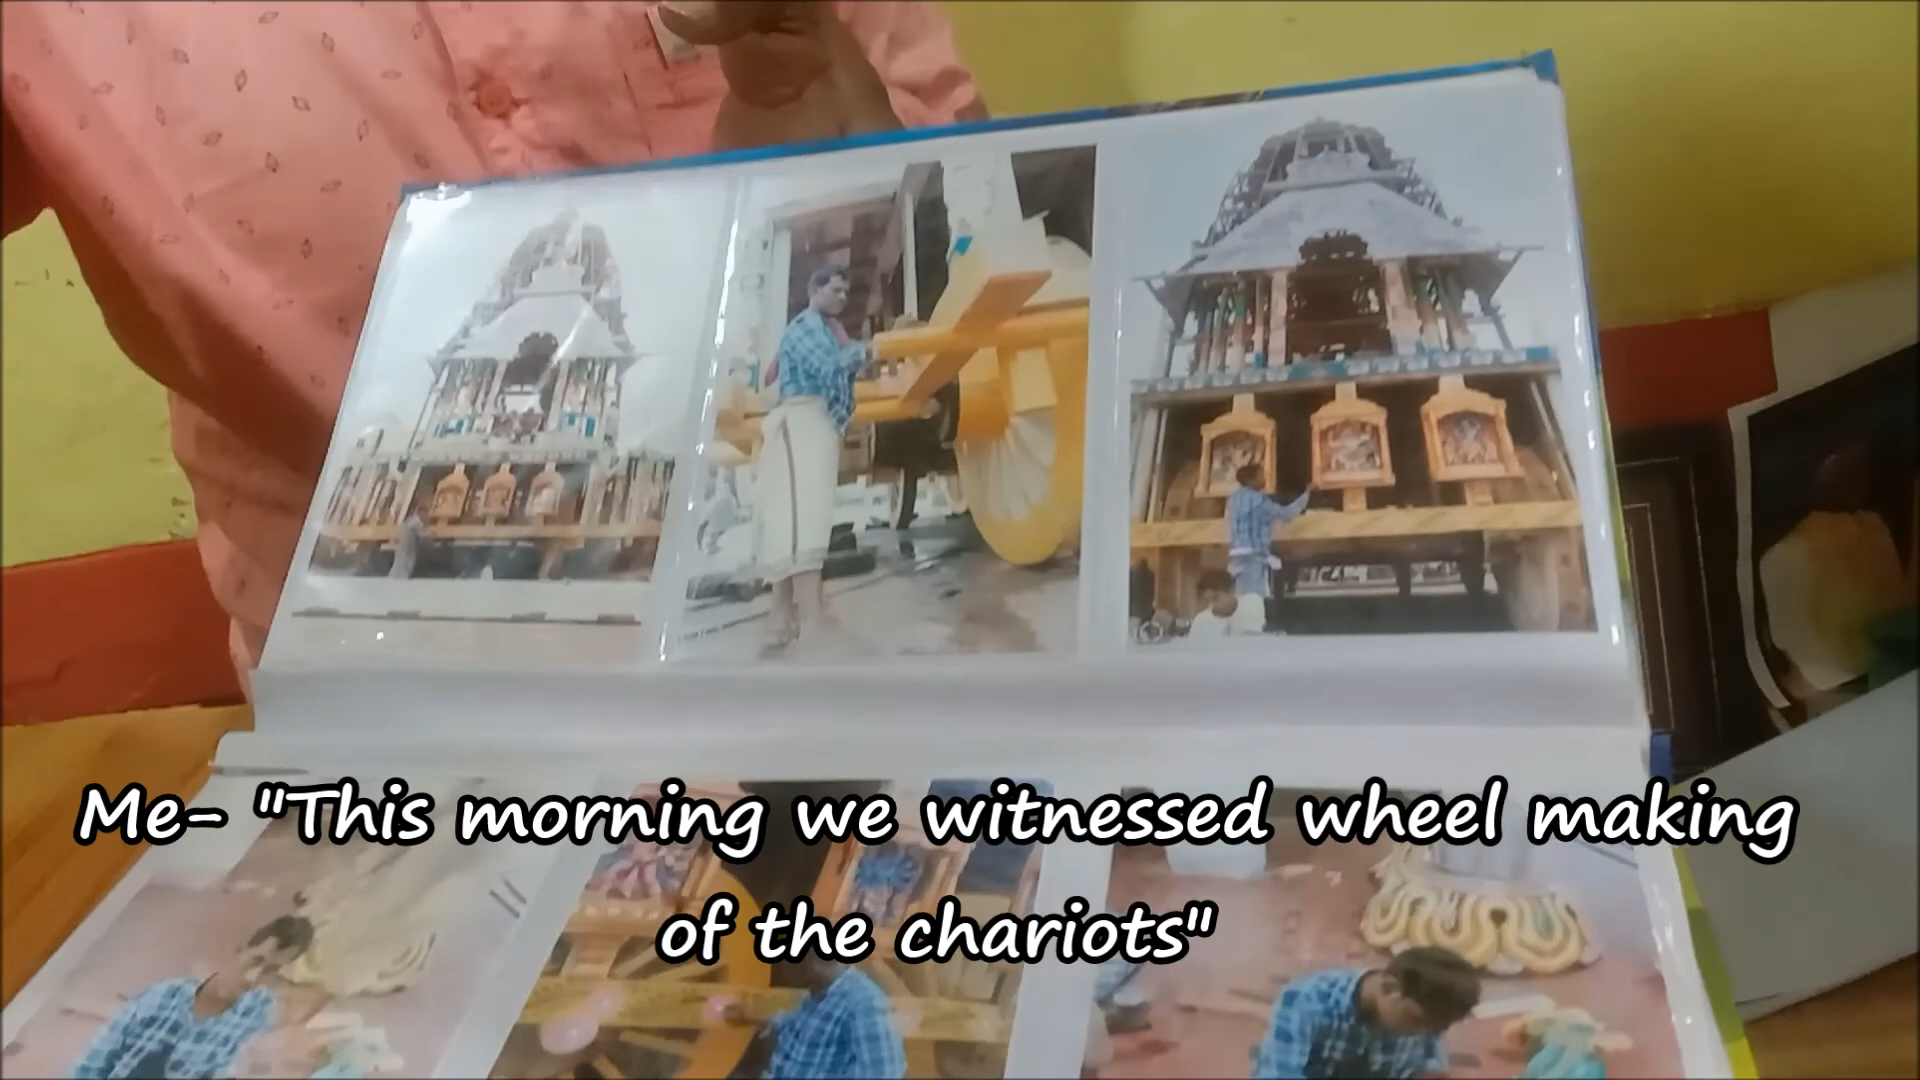 Me- "This morning we witnessed wheel making
of the chariots"